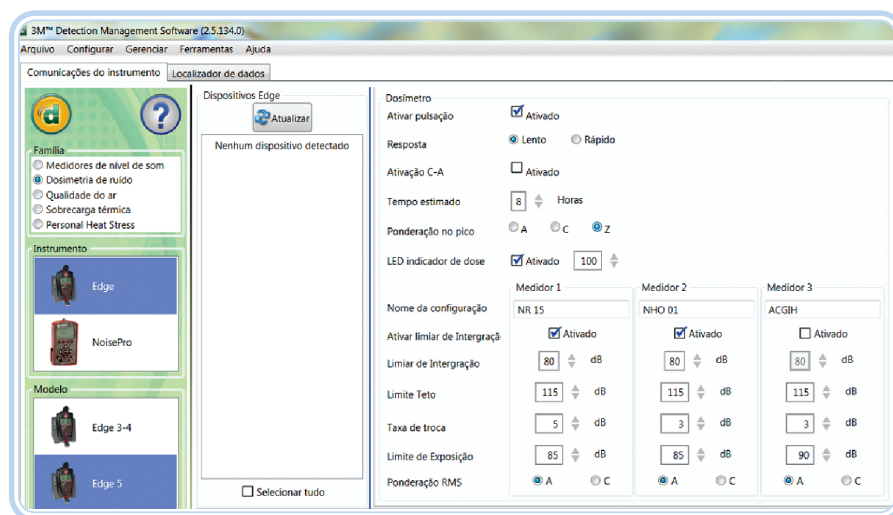 3M™ Detection Management Software (2.5.134.0)
Arquivo Configurar Gerenciar Ferramentas Ajuda
Comunicações do instrumento Localizador de dados
d ?
Família
Medidores de nível de som
Dosimetria de ruído
Qualidade do ar
Sobrecarga térmica
Personal Heat Stress
Instrumento
Edge
NoisePro
Modelo
Edge 3-4
Edge 5
Dispositivos Edge
Atualizar
Nenhum dispositivo detectado
Selecionar tudo
Dosímetro
Ativar pulsação Ativado
Resposta Lento Rápido
Ativação C-A Ativado
Tempo estimado 8 Horas
Ponderação no pico A C Z
LED indicador de dose Ativado 100
Medidor 1 Medidor 2 Medidor 3
Nome da configuração NR 15 NHO 01 ACGIH
Ativar limiar de Intergraçã Ativado Ativado Ativado
Limiar de Intergração 80 dB 80 dB 80 dB
Limite Teto 115 dB 115 dB 115 dB
Taxa de troca 5 dB 3 dB 3 dB
Limite de Exposição 85 dB 85 dB 90 dB
Ponderação RMS A C A C A C